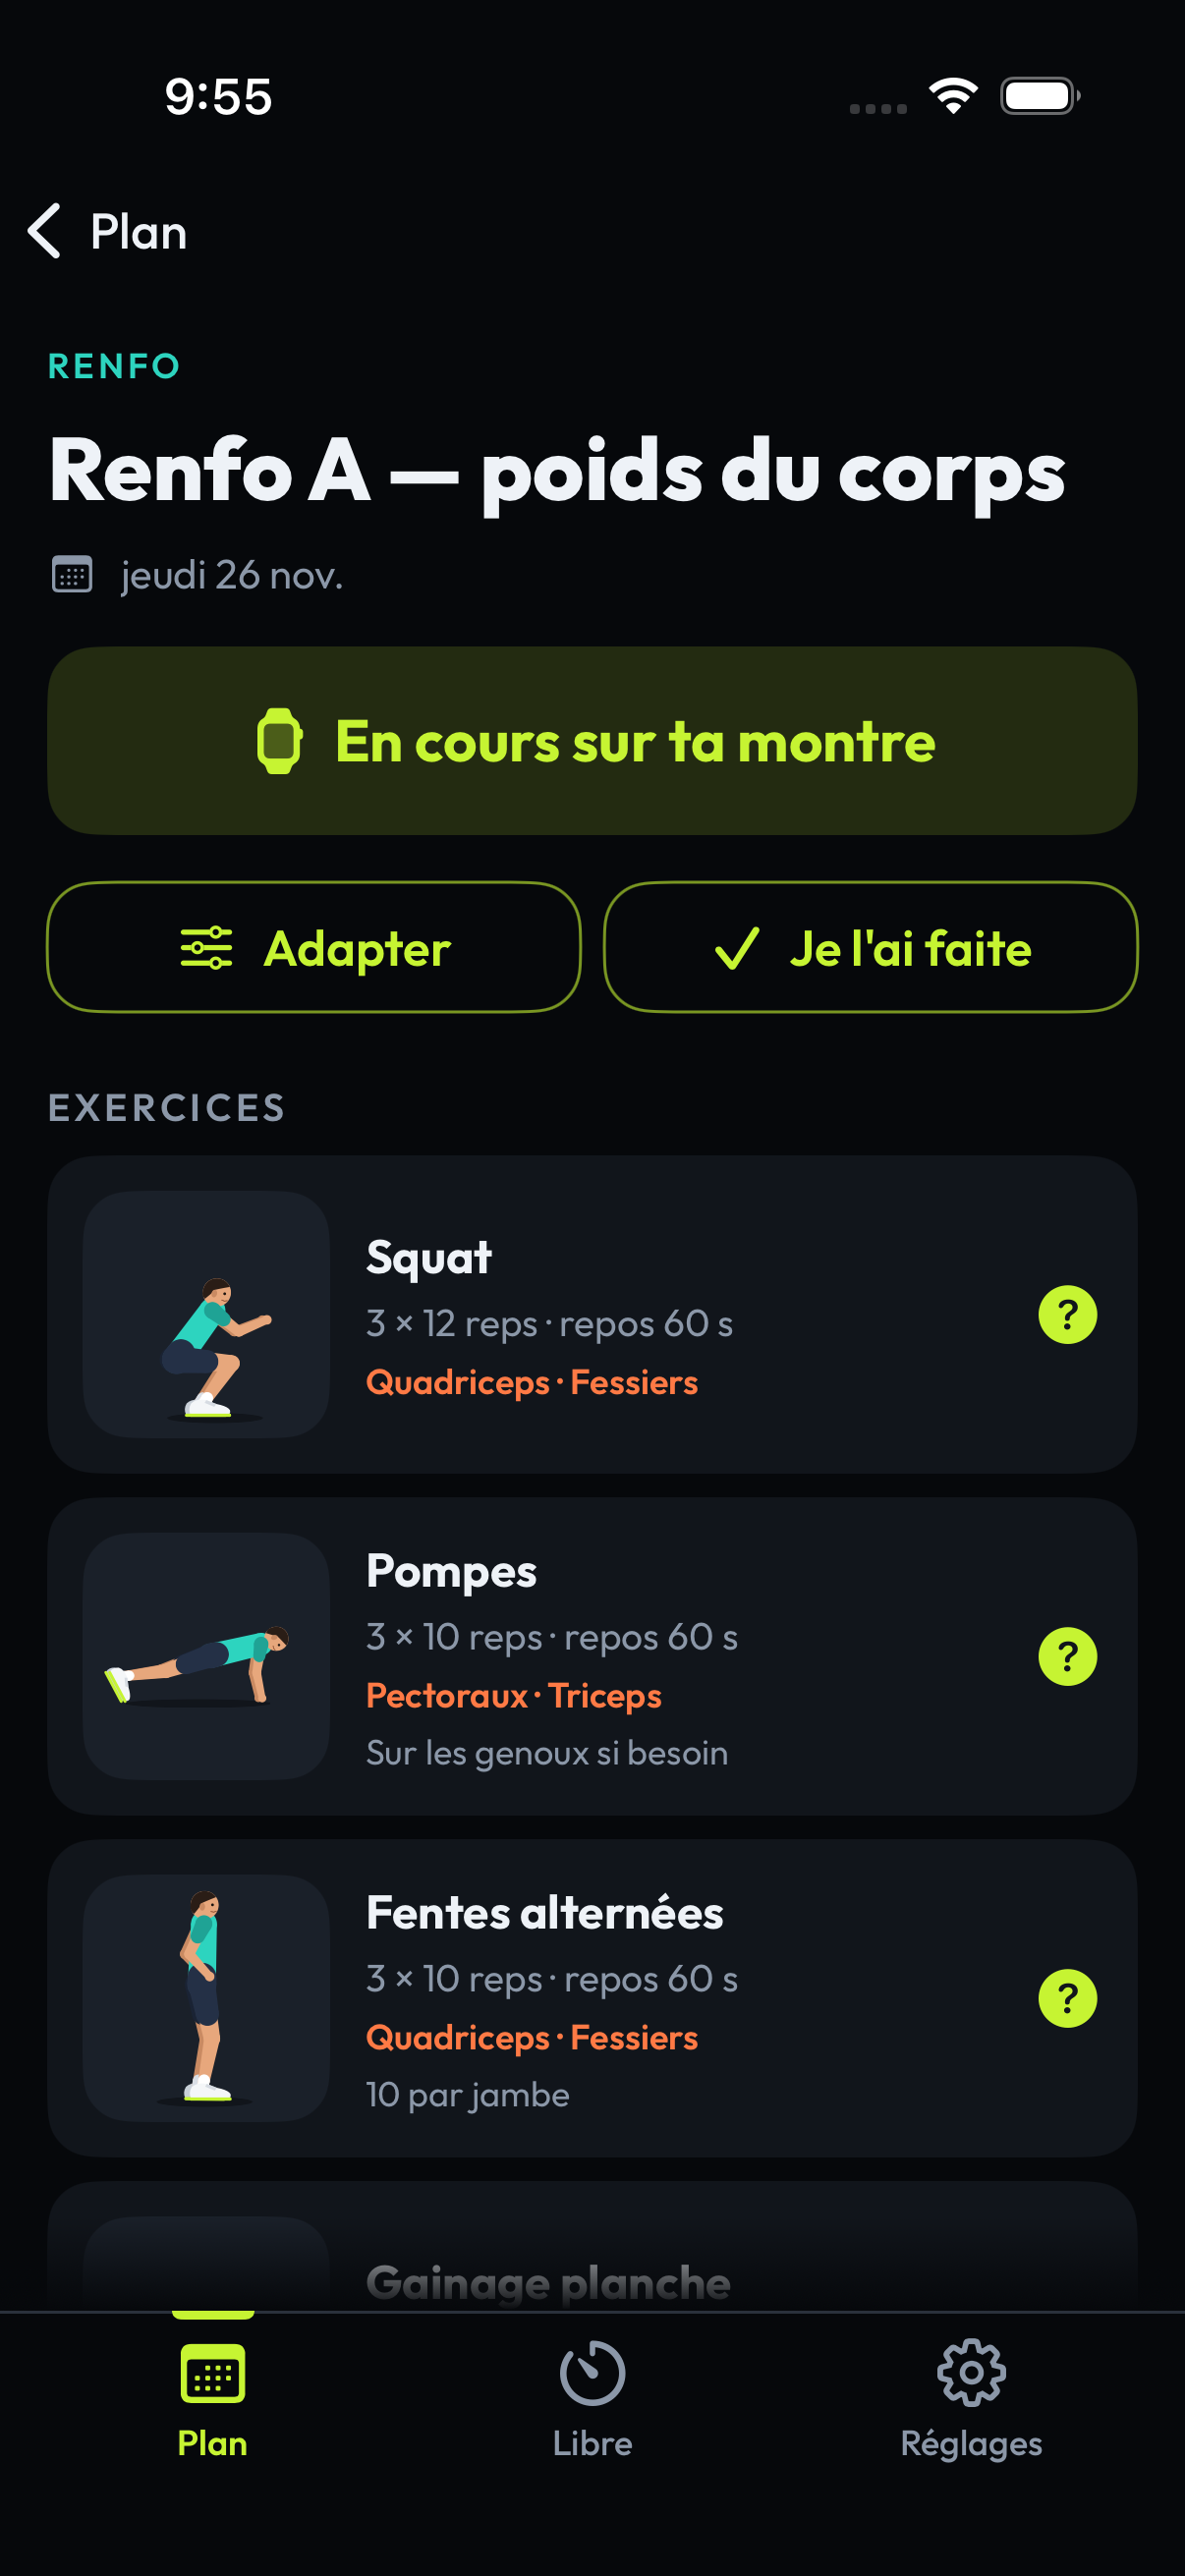 9:55
Plan
RENFO
Renfo A — poids du corps
jeudi 26 nov.
En cours sur ta montre
Adapter
Je l'ai faite
EXERCICES
Squat
3 × 12 reps · repos 60 s
Quadriceps · Fessiers
?
Pompes
3 × 10 reps · repos 60 s
Pectoraux · Triceps
Sur les genoux si besoin
?
Fentes alternées
3 × 10 reps · repos 60 s
Quadriceps · Fessiers
10 par jambe
?
Gainage planche
Plan
Libre
Réglages